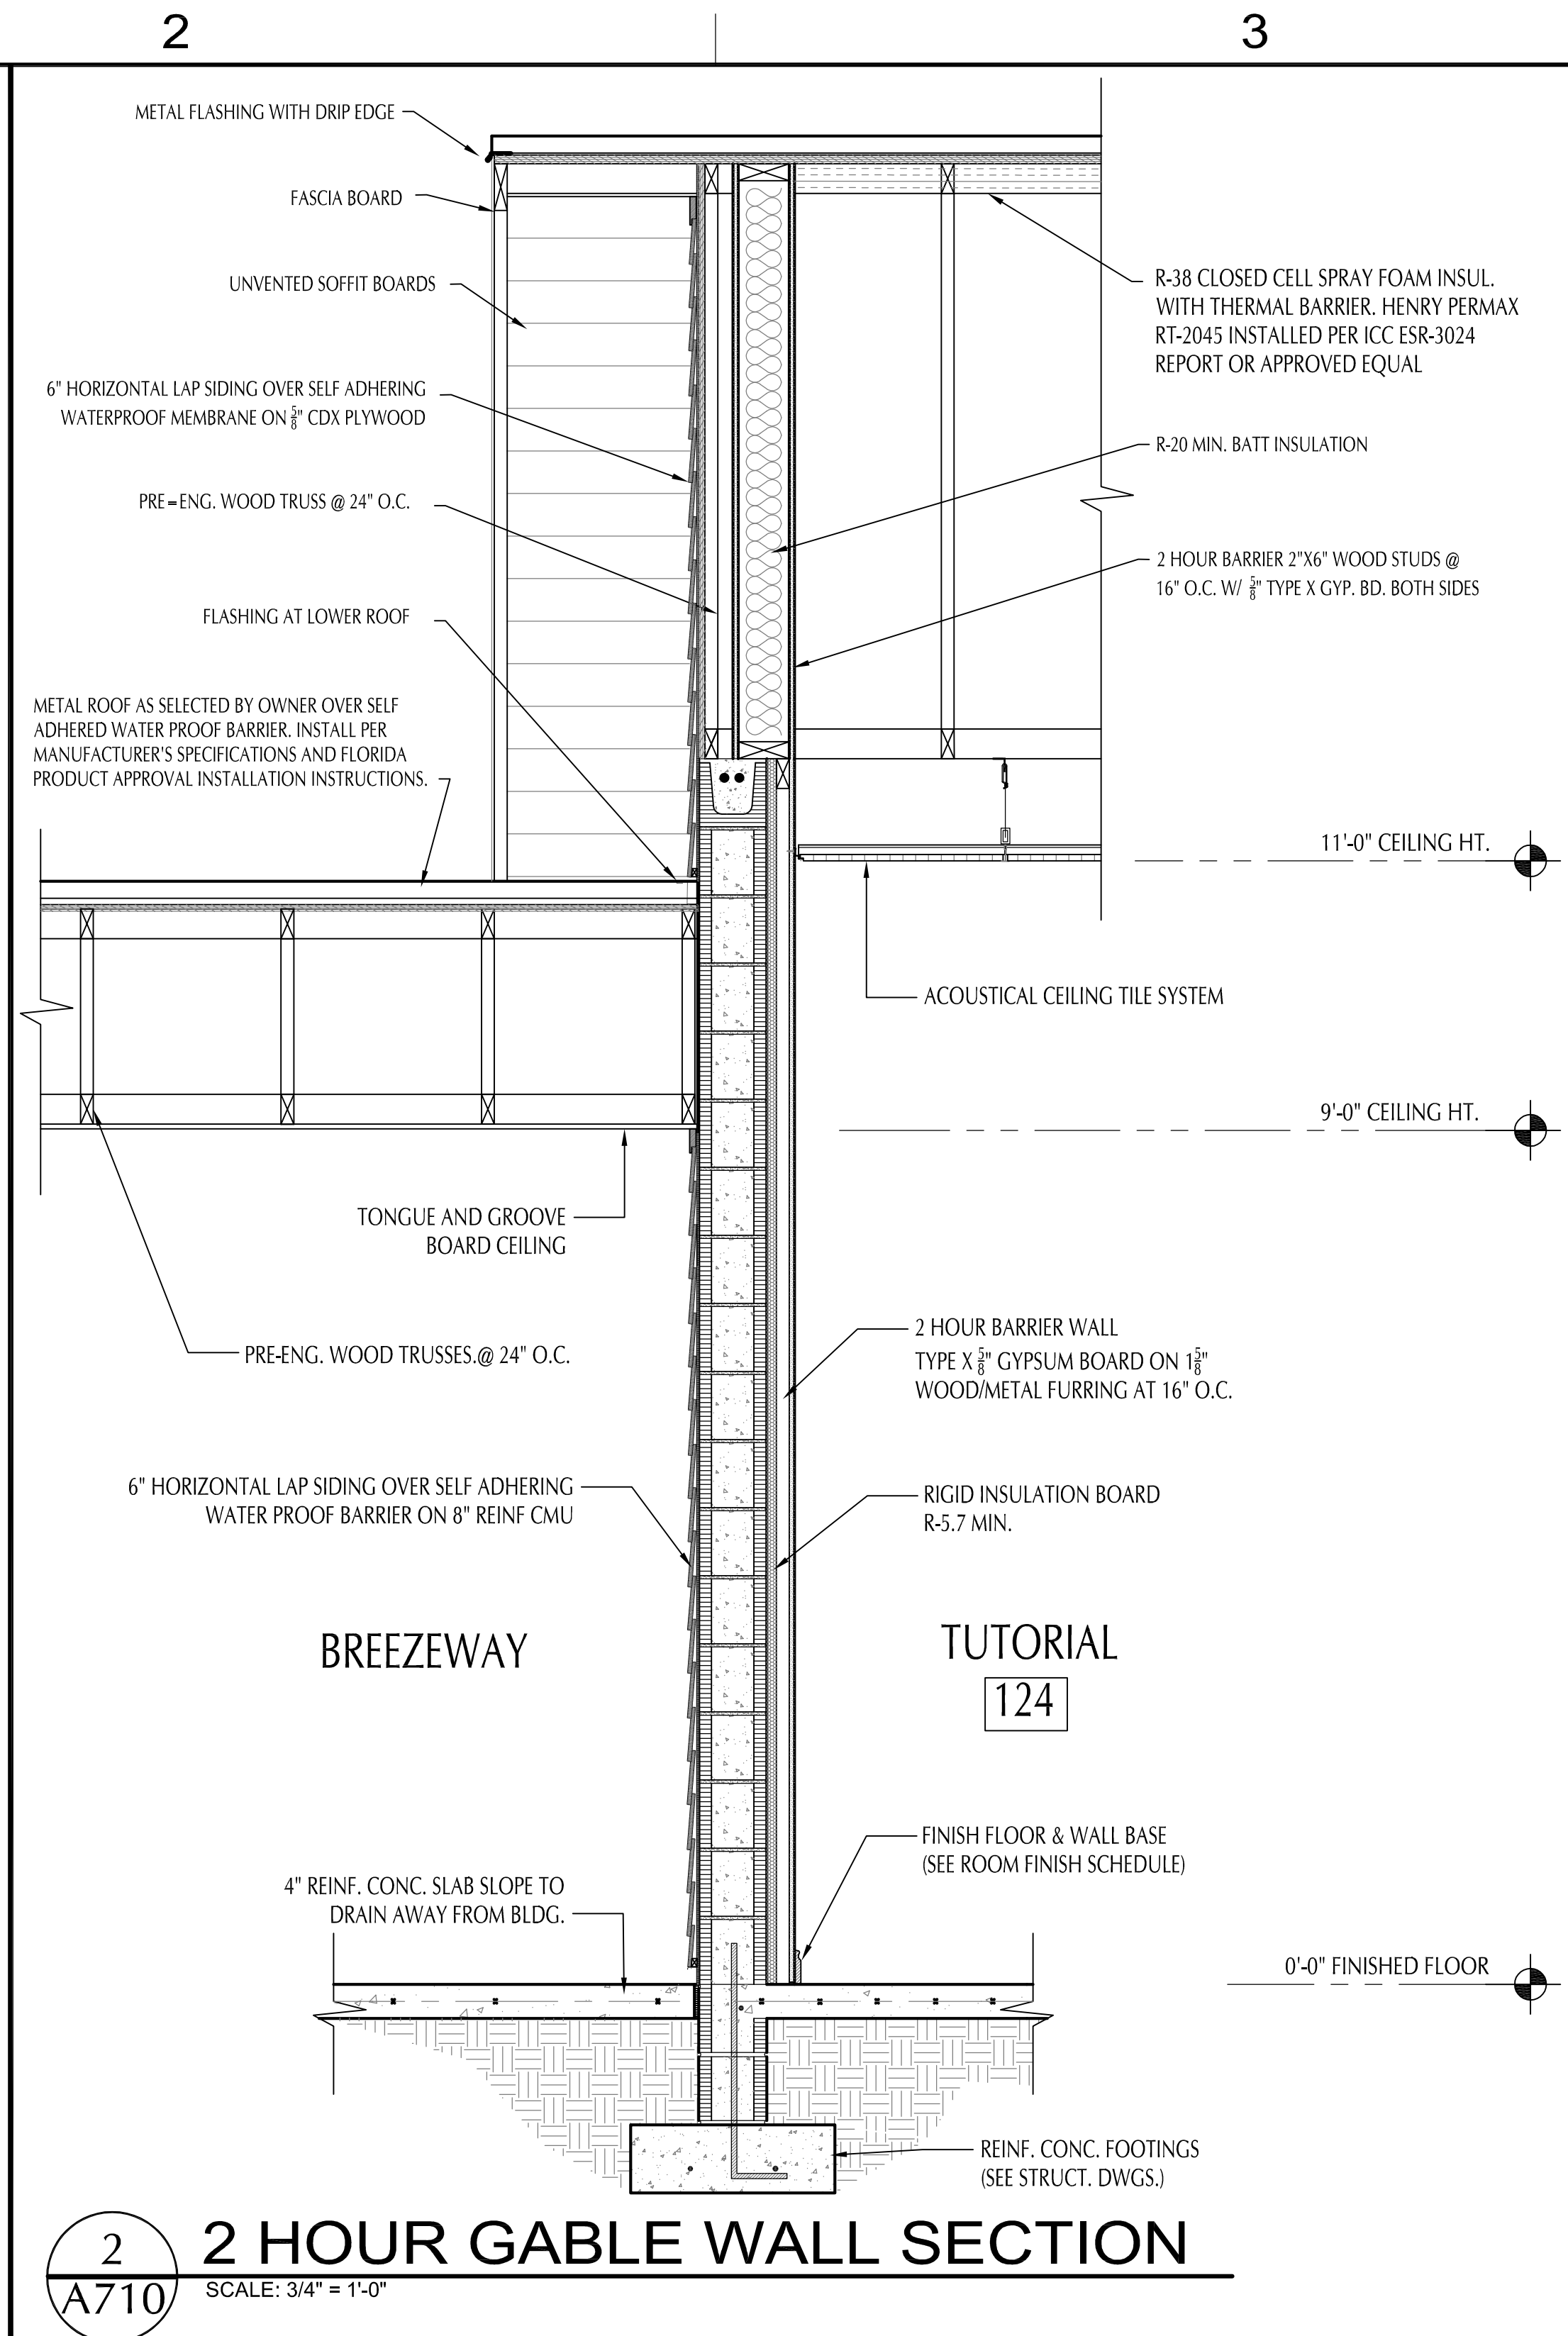 2
3
METAL FLASHING WITH DRIP EDGE
FASCIA BOARD
UNVENTED SOFFIT BOARDS
6" HORIZONTAL LAP SIDING OVER SELF ADHERING
WATERPROOF MEMBRANE ON 5/8" CDX PLYWOOD
PRE-ENG. WOOD TRUSS @ 24" O.C.
FLASHING AT LOWER ROOF
METAL ROOF AS SELECTED BY OWNER OVER SELF
ADHERED WATER PROOF BARRIER. INSTALL PER
MANUFACTURER'S SPECIFICATIONS AND FLORIDA
PRODUCT APPROVAL INSTALLATION INSTRUCTIONS.
R-38 CLOSED CELL SPRAY FOAM INSUL.
WITH THERMAL BARRIER. HENRY PERMAX
RT-2045 INSTALLED PER ICC ESR-3024
REPORT OR APPROVED EQUAL
R-20 MIN. BATT INSULATION
2 HOUR BARRIER 2"X6" WOOD STUDS @
16" O.C. W/ 5/8" TYPE X GYP. BD. BOTH SIDES
11'-0" CEILING HT.
ACOUSTICAL CEILING TILE SYSTEM
9'-0" CEILING HT.
TONGUE AND GROOVE
BOARD CEILING
PRE-ENG. WOOD TRUSSES.@ 24" O.C.
2 HOUR BARRIER WALL
TYPE X 5/8" GYPSUM BOARD ON 1 5/8"
WOOD/METAL FURRING AT 16" O.C.
6" HORIZONTAL LAP SIDING OVER SELF ADHERING
WATER PROOF BARRIER ON 8" REINF CMU
RIGID INSULATION BOARD
R-5.7 MIN.
BREEZEWAY
TUTORIAL
124
FINISH FLOOR & WALL BASE
(SEE ROOM FINISH SCHEDULE)
4" REINF. CONC. SLAB SLOPE TO
DRAIN AWAY FROM BLDG.
0'-0" FINISHED FLOOR
REINF. CONC. FOOTINGS
(SEE STRUCT. DWGS.)
2
A710
2 HOUR GABLE WALL SECTION
SCALE: 3/4" = 1'-0"